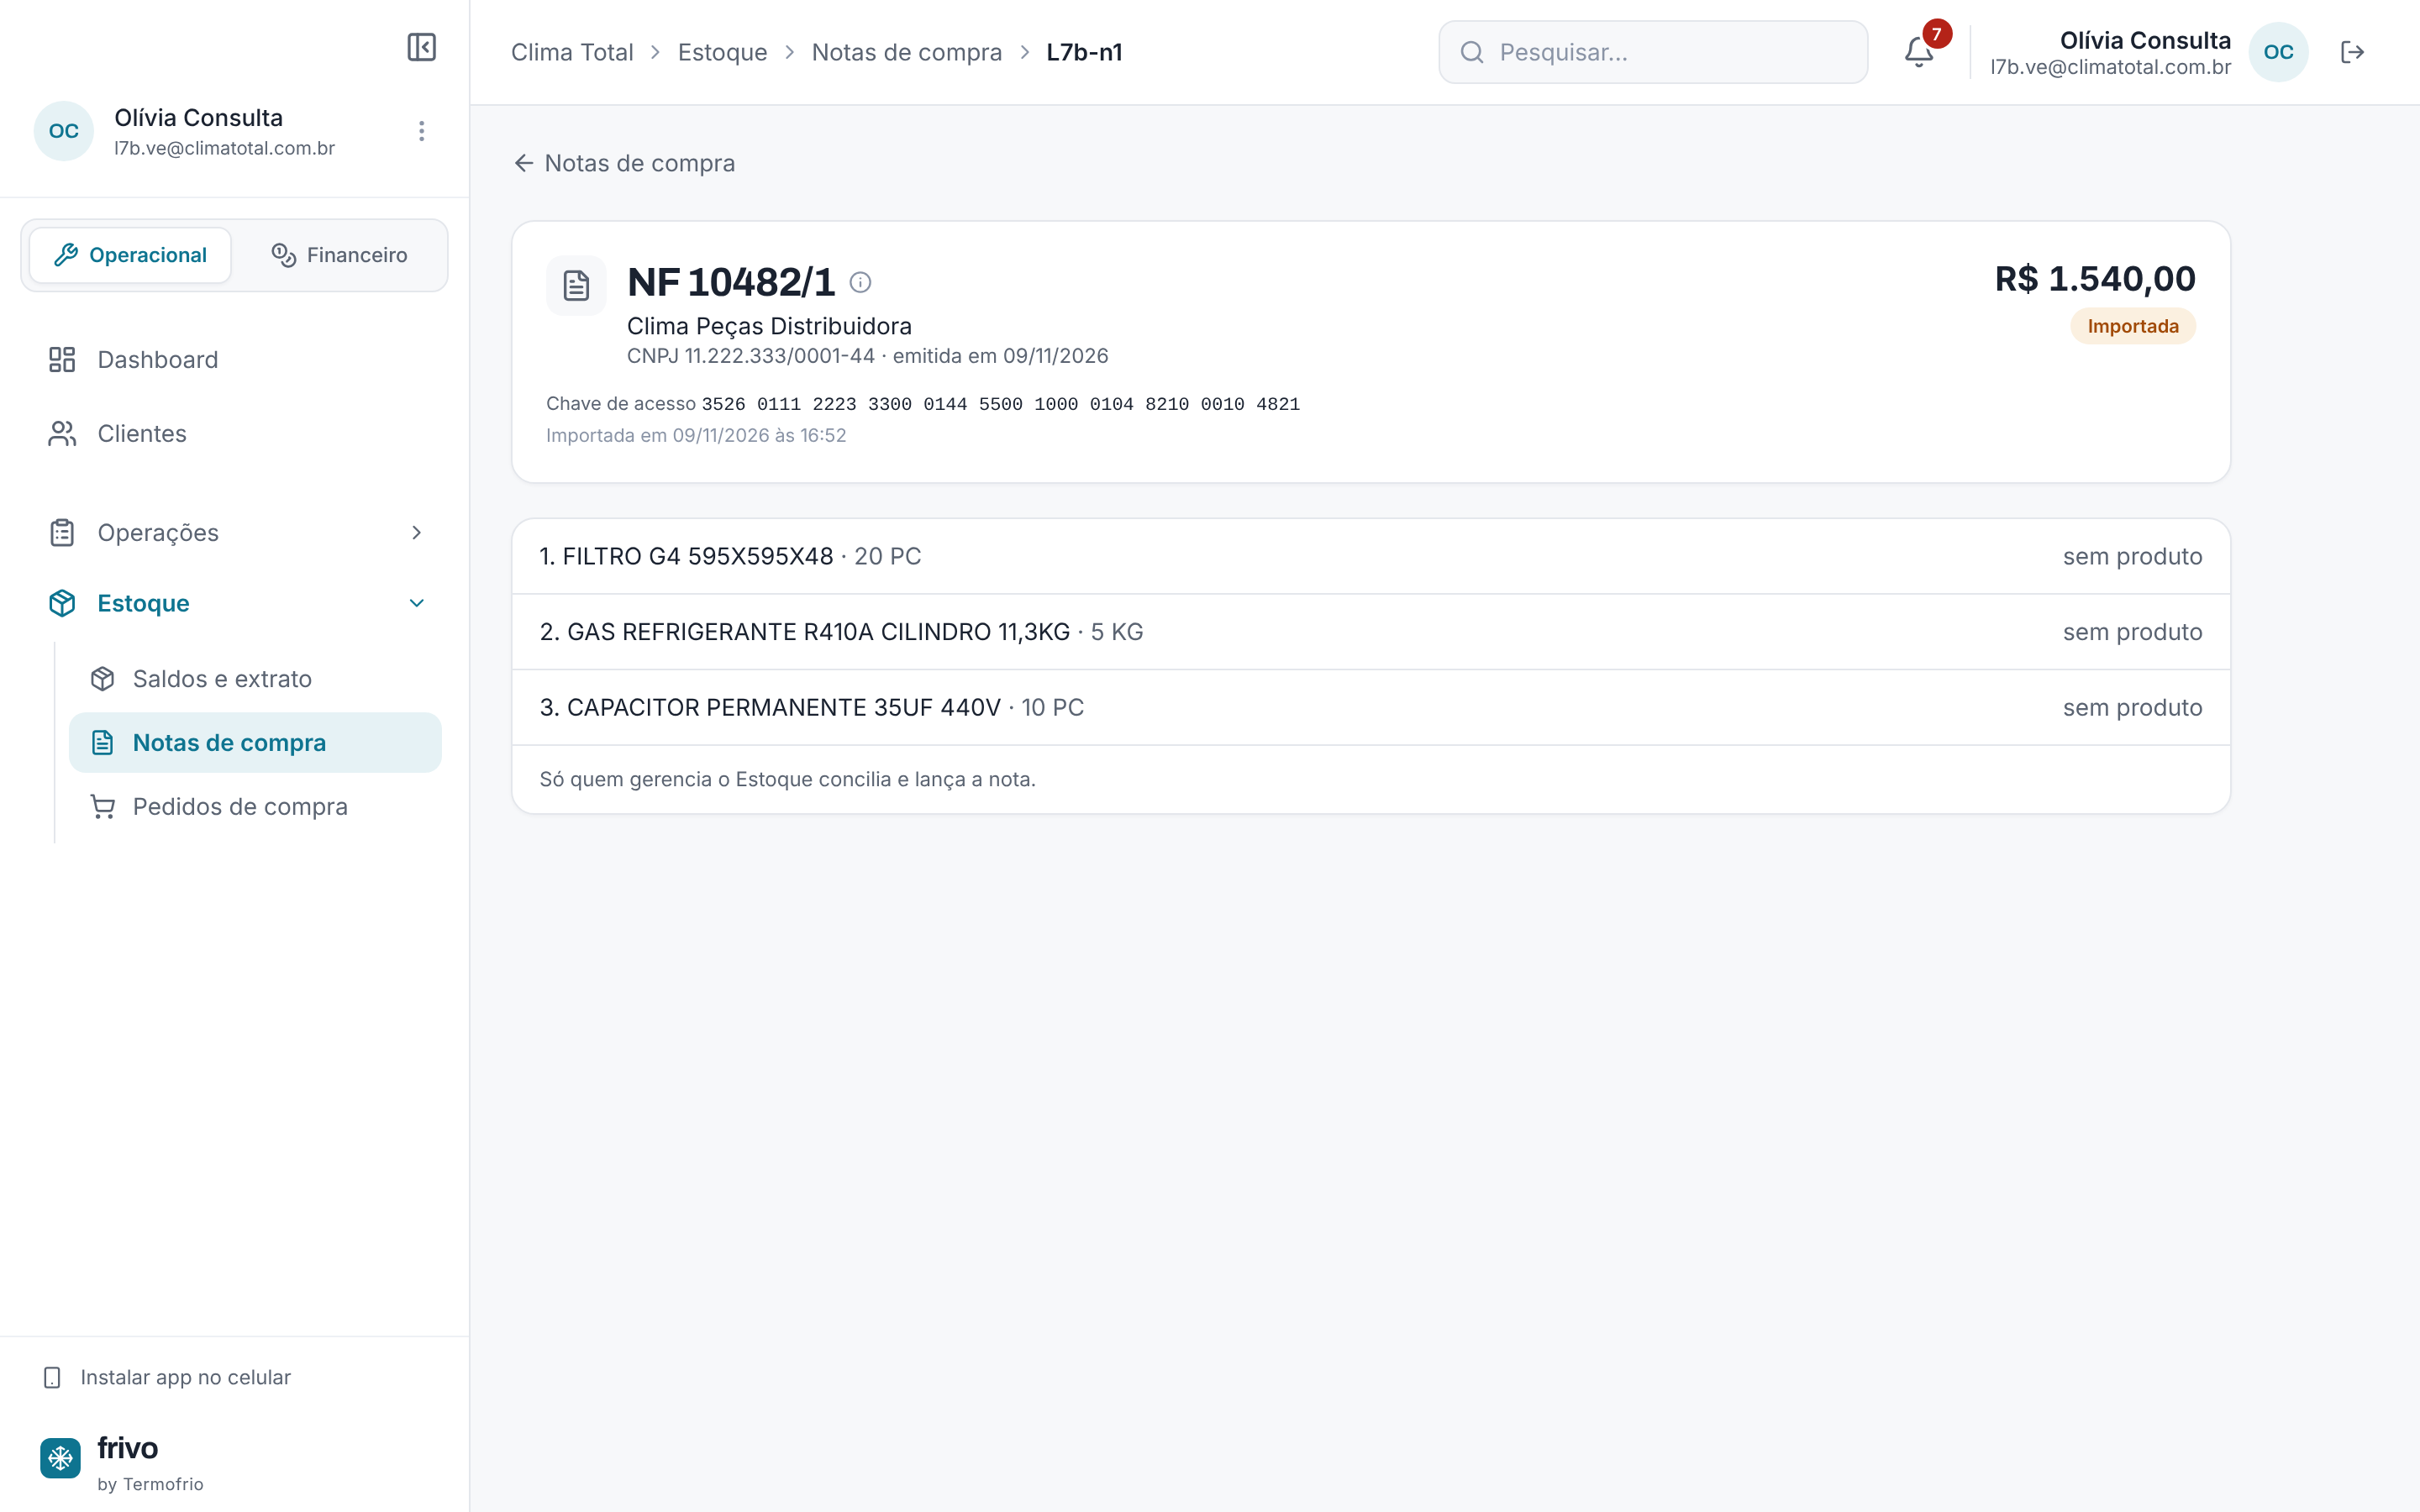 Clima Total > Estoque > Notas de compra > L7b-n1
Pesquisar...
7
Olívia Consulta
l7b.ve@climatotal.com.br
OC
OC
Olívia Consulta
l7b.ve@climatotal.com.br
Operacional
Financeiro
Dashboard
Clientes
Operações
Estoque
Saldos e extrato
Notas de compra
Pedidos de compra
Instalar app no celular
frivo
by Termofrio
← Notas de compra
NF 10482/1
R$ 1.540,00
Clima Peças Distribuidora
Importada
CNPJ 11.222.333/0001-44 · emitida em 09/11/2026
Chave de acesso 3526 0111 2223 3300 0144 5500 1000 0104 8210 0010 4821
Importada em 09/11/2026 às 16:52
1. FILTRO G4 595X595X48 · 20 PC
sem produto
2. GAS REFRIGERANTE R410A CILINDRO 11,3KG · 5 KG
sem produto
3. CAPACITOR PERMANENTE 35UF 440V · 10 PC
sem produto
Só quem gerencia o Estoque concilia e lança a nota.